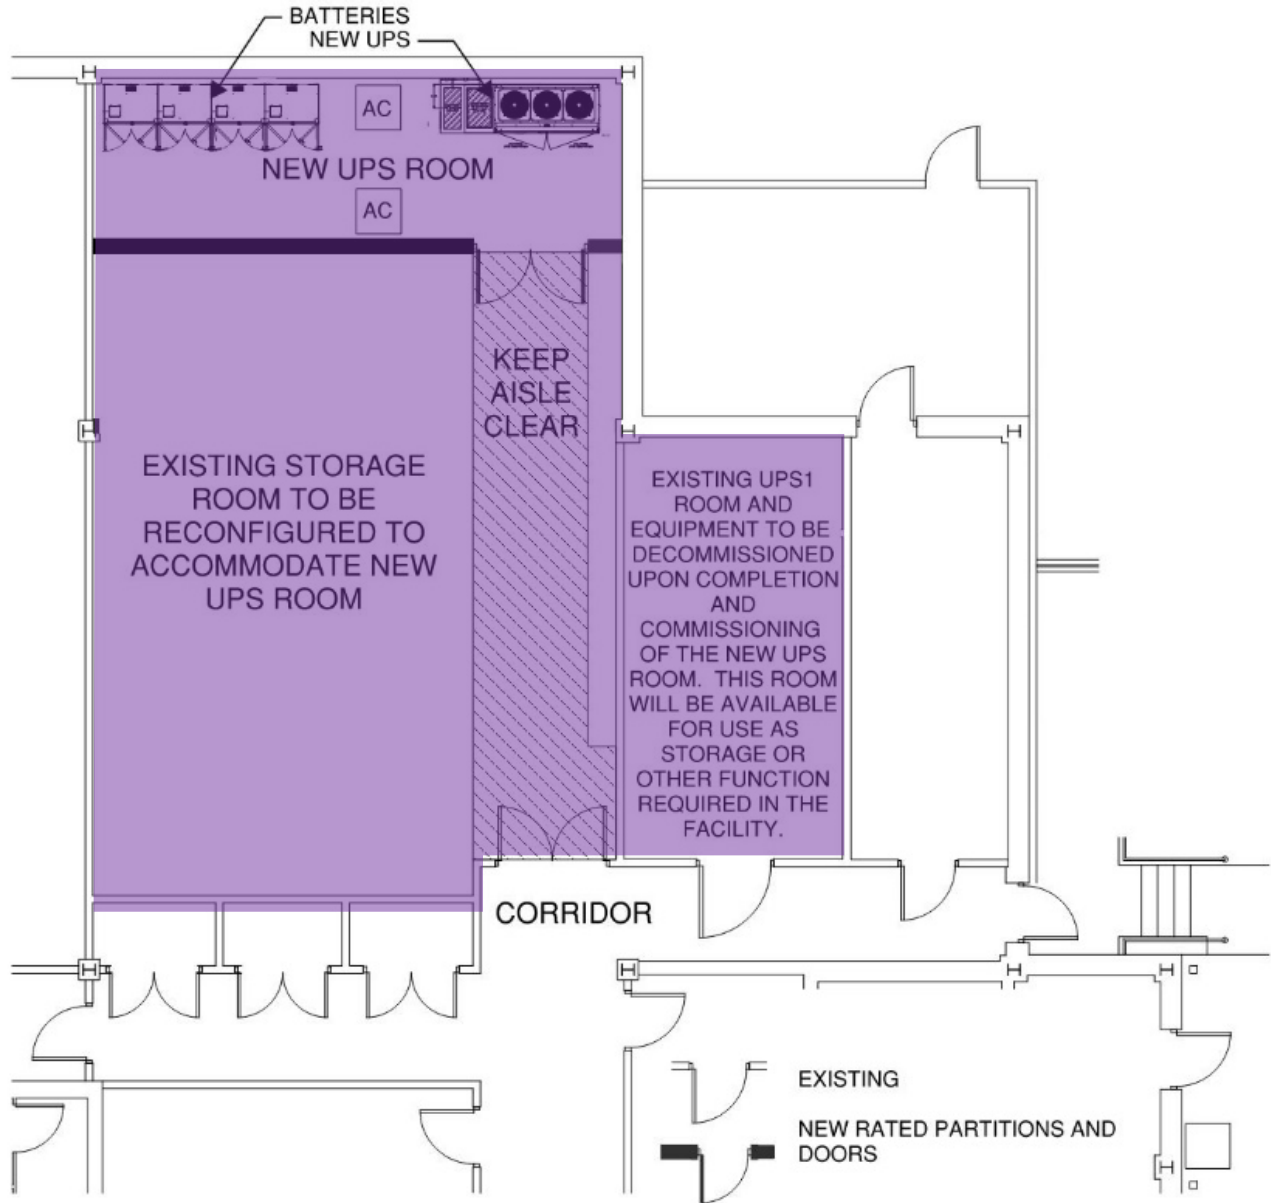 BATTERIES
NEW UPS
AC
NEW UPS ROOM
AC
KEEP
AISLE
CLEAR
EXISTING STORAGE
ROOM TO BE
RECONFIGURED TO
ACCOMMODATE NEW
UPS ROOM
EXISTING UPS1
ROOM AND
EQUIPMENT TO BE
DECOMMISSIONED
UPON COMPLETION
AND
COMMISSIONING
OF THE NEW UPS
ROOM. THIS ROOM
WILL BE AVAILABLE
FOR USE AS
STORAGE OR
OTHER FUNCTION
REQUIRED IN THE
FACILITY.
CORRIDOR
EXISTING
NEW RATED PARTITIONS AND
DOORS